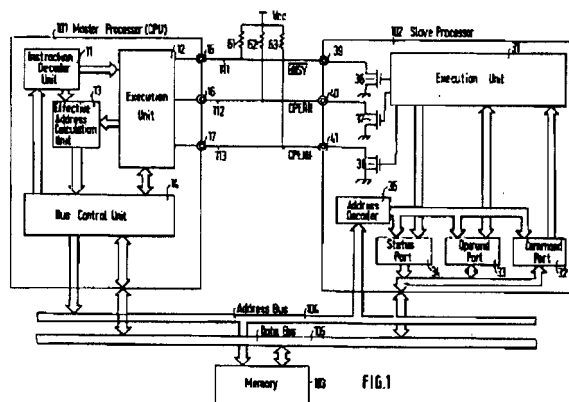 101 Master Processor (CPU)
Vcc
102 Slave Processor
11
12
15
61
62
63
39
31
Instruction
Decoder
Unit
111
BUSY
36
Execution
Unit
13
16
40
Effective
Address
Calculation
Unit
Execution
Unit
112
CPERR
37
17
41
113
38
14
35
Bus Control Unit
Address
Decoder
Status
Port
Operand
Port
Command
Port
34
33
32
Address Bus
104
Data Bus
105
Memory
103
FIG.1